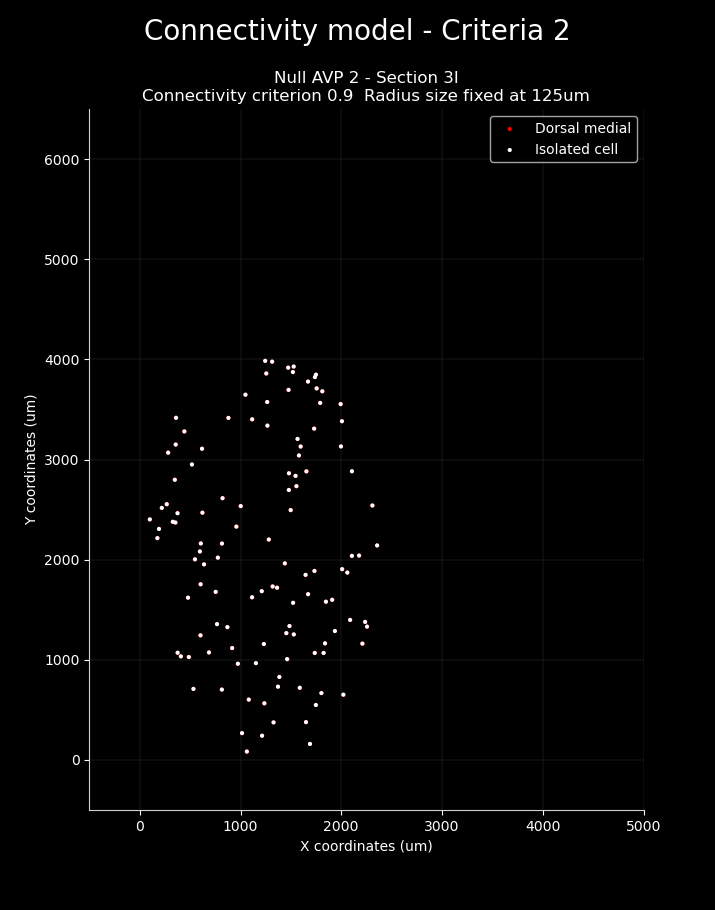 Connectivity model - Criteria 2
Null AVP 2 - Section 3l
Connectivity criterion 0.9  Radius size fixed at 125um
Dorsal medial
Isolated cell
6000
5000
4000
3000
2000
1000
0
Y coordinates (um)
0 1000 2000 3000 4000 5000
X coordinates (um)